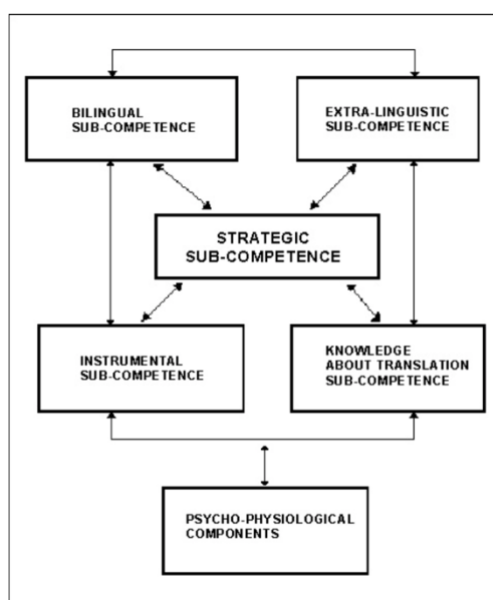 BILINGUAL
SUB-COMPETENCE
EXTRA-LINGUISTIC
SUB-COMPETENCE
STRATEGIC
SUB-COMPETENCE
INSTRUMENTAL
SUB-COMPETENCE
KNOWLEDGE
ABOUT TRANSLATION
SUB-COMPETENCE
PSYCHO-PHYSIOLOGICAL
COMPONENTS